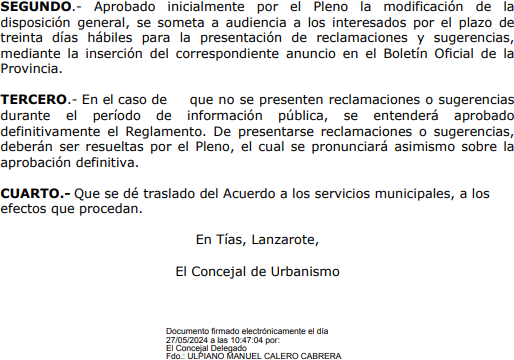 SEGUNDO.- Aprobado inicialmente por el Pleno la modificación de la
disposición general, se someta a audiencia a los interesados por el plazo de
treinta días hábiles para la presentación de reclamaciones y sugerencias,
mediante la inserción del correspondiente anuncio en el Boletín Oficial de la
Provincia.
TERCERO.- En el caso de que no se presenten reclamaciones o sugerencias
durante el período de información pública, se entenderá aprobado
definitivamente el Reglamento. De presentarse reclamaciones o sugerencias,
deberán ser resueltas por el Pleno, el cual se pronunciará asimismo sobre la
aprobación definitiva.
CUARTO.- Que se dé traslado del Acuerdo a los servicios municipales, a los
efectos que procedan.
En Tías, Lanzarote,
El Concejal de Urbanismo
Documento firmado electrónicamente el día
27/05/2024 a las 10:47:04 por:
El Concejal Delegado
Fdo.: ULPIANO MANUEL CALERO CABRERA